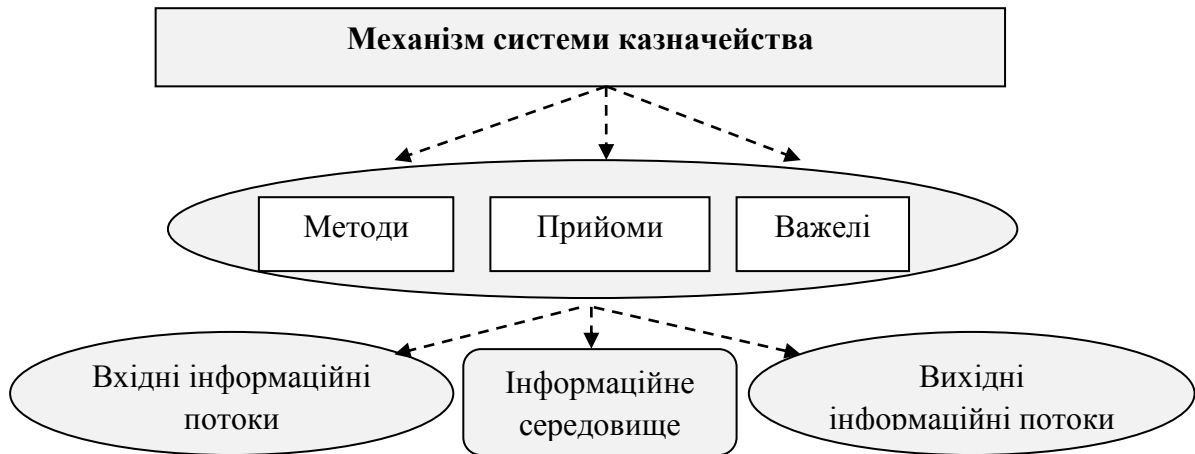 Механізм системи казначейства
Методи
Прийоми
Важелі
Вхідні інформаційні
потоки
Інформаційне
середовище
Вихідні
інформаційні потоки